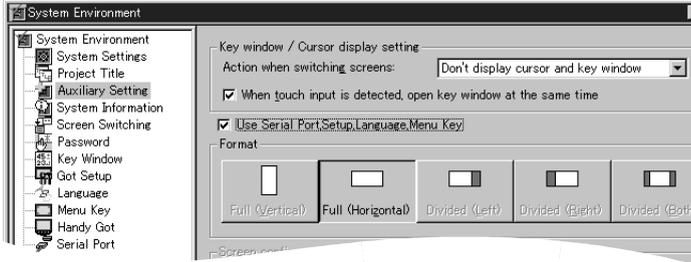 System Environment
System Environment
System Settings
Project Title
Auxiliary Setting
System Information
Screen Switching
Password
Key Window
Got Setup
Language
Menu Key
Handy Got
Serial Port
Key window / Cursor display setting
Action when switching screens:
Don't display cursor and key window
When touch input is detected, open key window at the same time
Use Serial Port,Setup,Language,Menu Key
Format
Full (Vertical)
Full (Horizontal)
Divided (Left)
Divided (Right)
Divided (Both
Screen